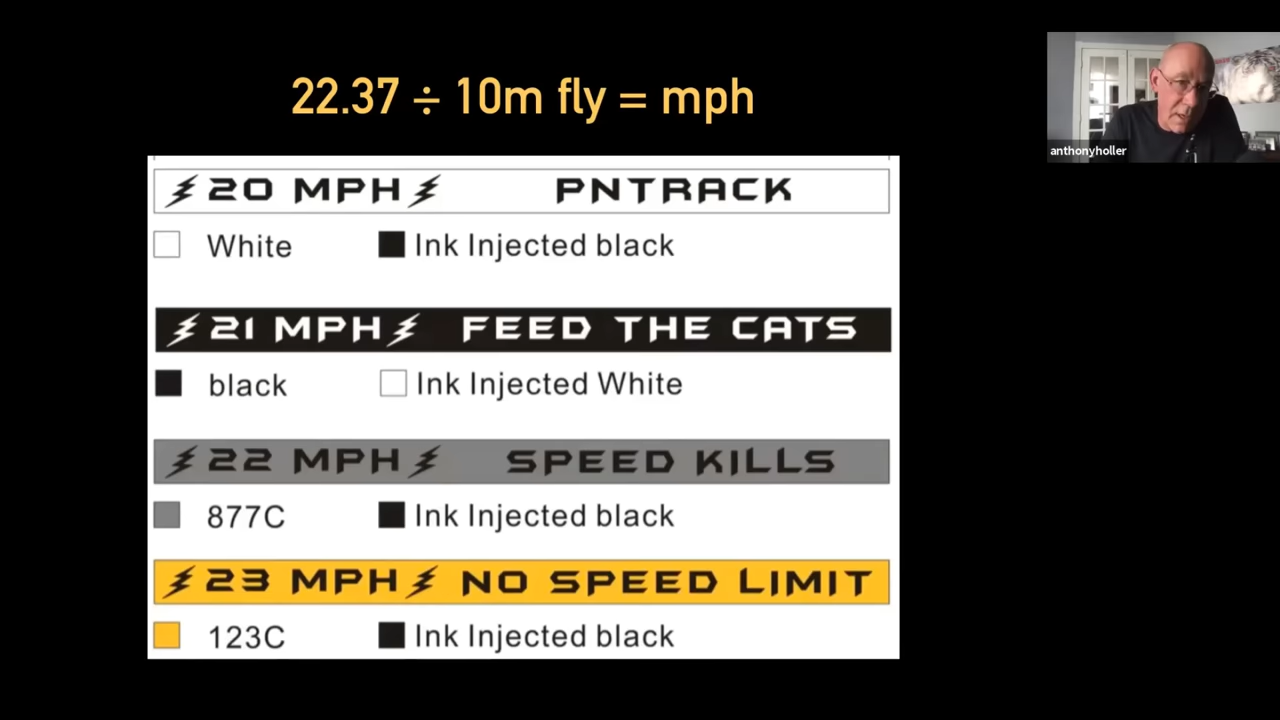 22.37 ÷ 10m fly = mph
anthonyholler
20 MPH PNTRACK
White Ink Injected black
21 MPH FEED THE CATS
black Ink Injected White
22 MPH SPEED KILLS
877C Ink Injected black
23 MPH NO SPEED LIMIT
123C Ink Injected black